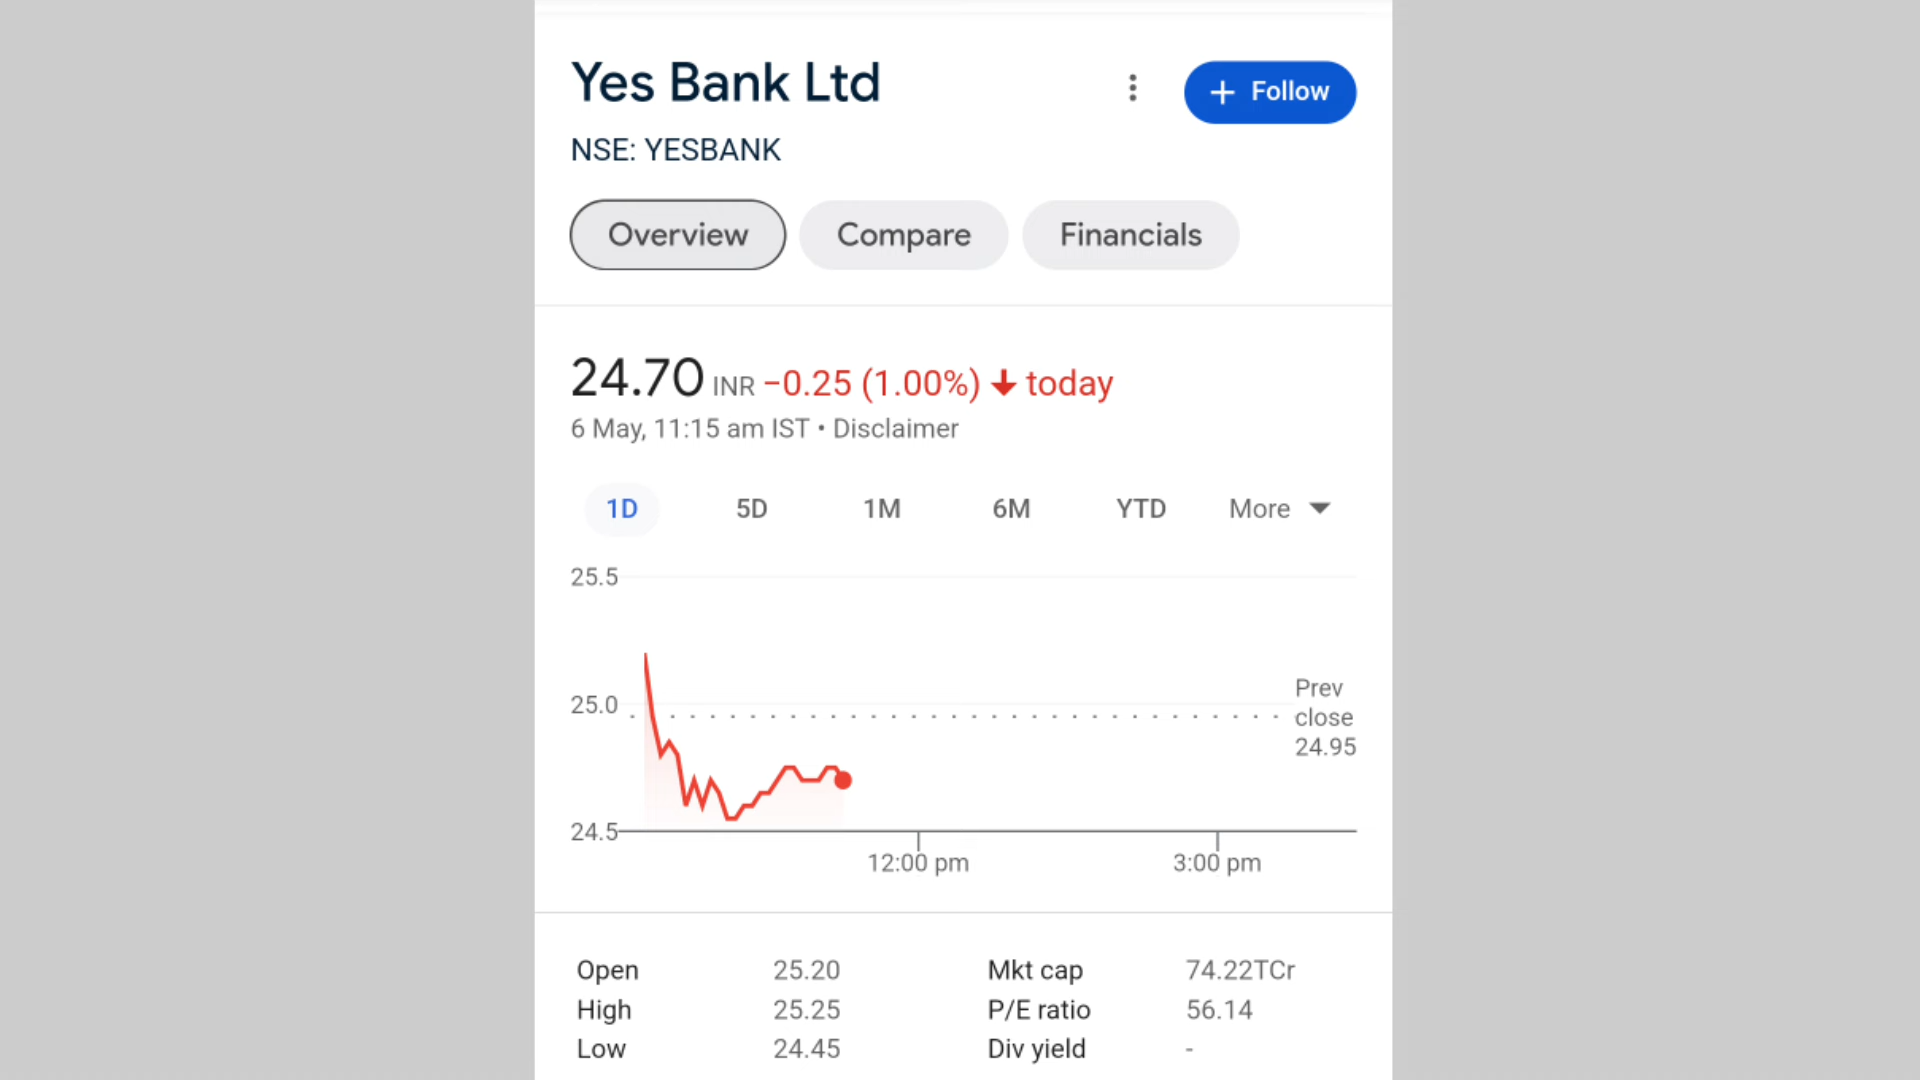 Yes Bank Ltd
+ Follow
NSE: YESBANK
Overview Compare Financials
24.70 INR −0.25 (1.00%) ↓ today
6 May, 11:15 am IST • Disclaimer
1D 5D 1M 6M YTD More
25.5
25.0
24.5
Prev
close
24.95
12:00 pm 3:00 pm
Open 25.20 Mkt cap 74.22TCr
High 25.25 P/E ratio 56.14
Low 24.45 Div yield -